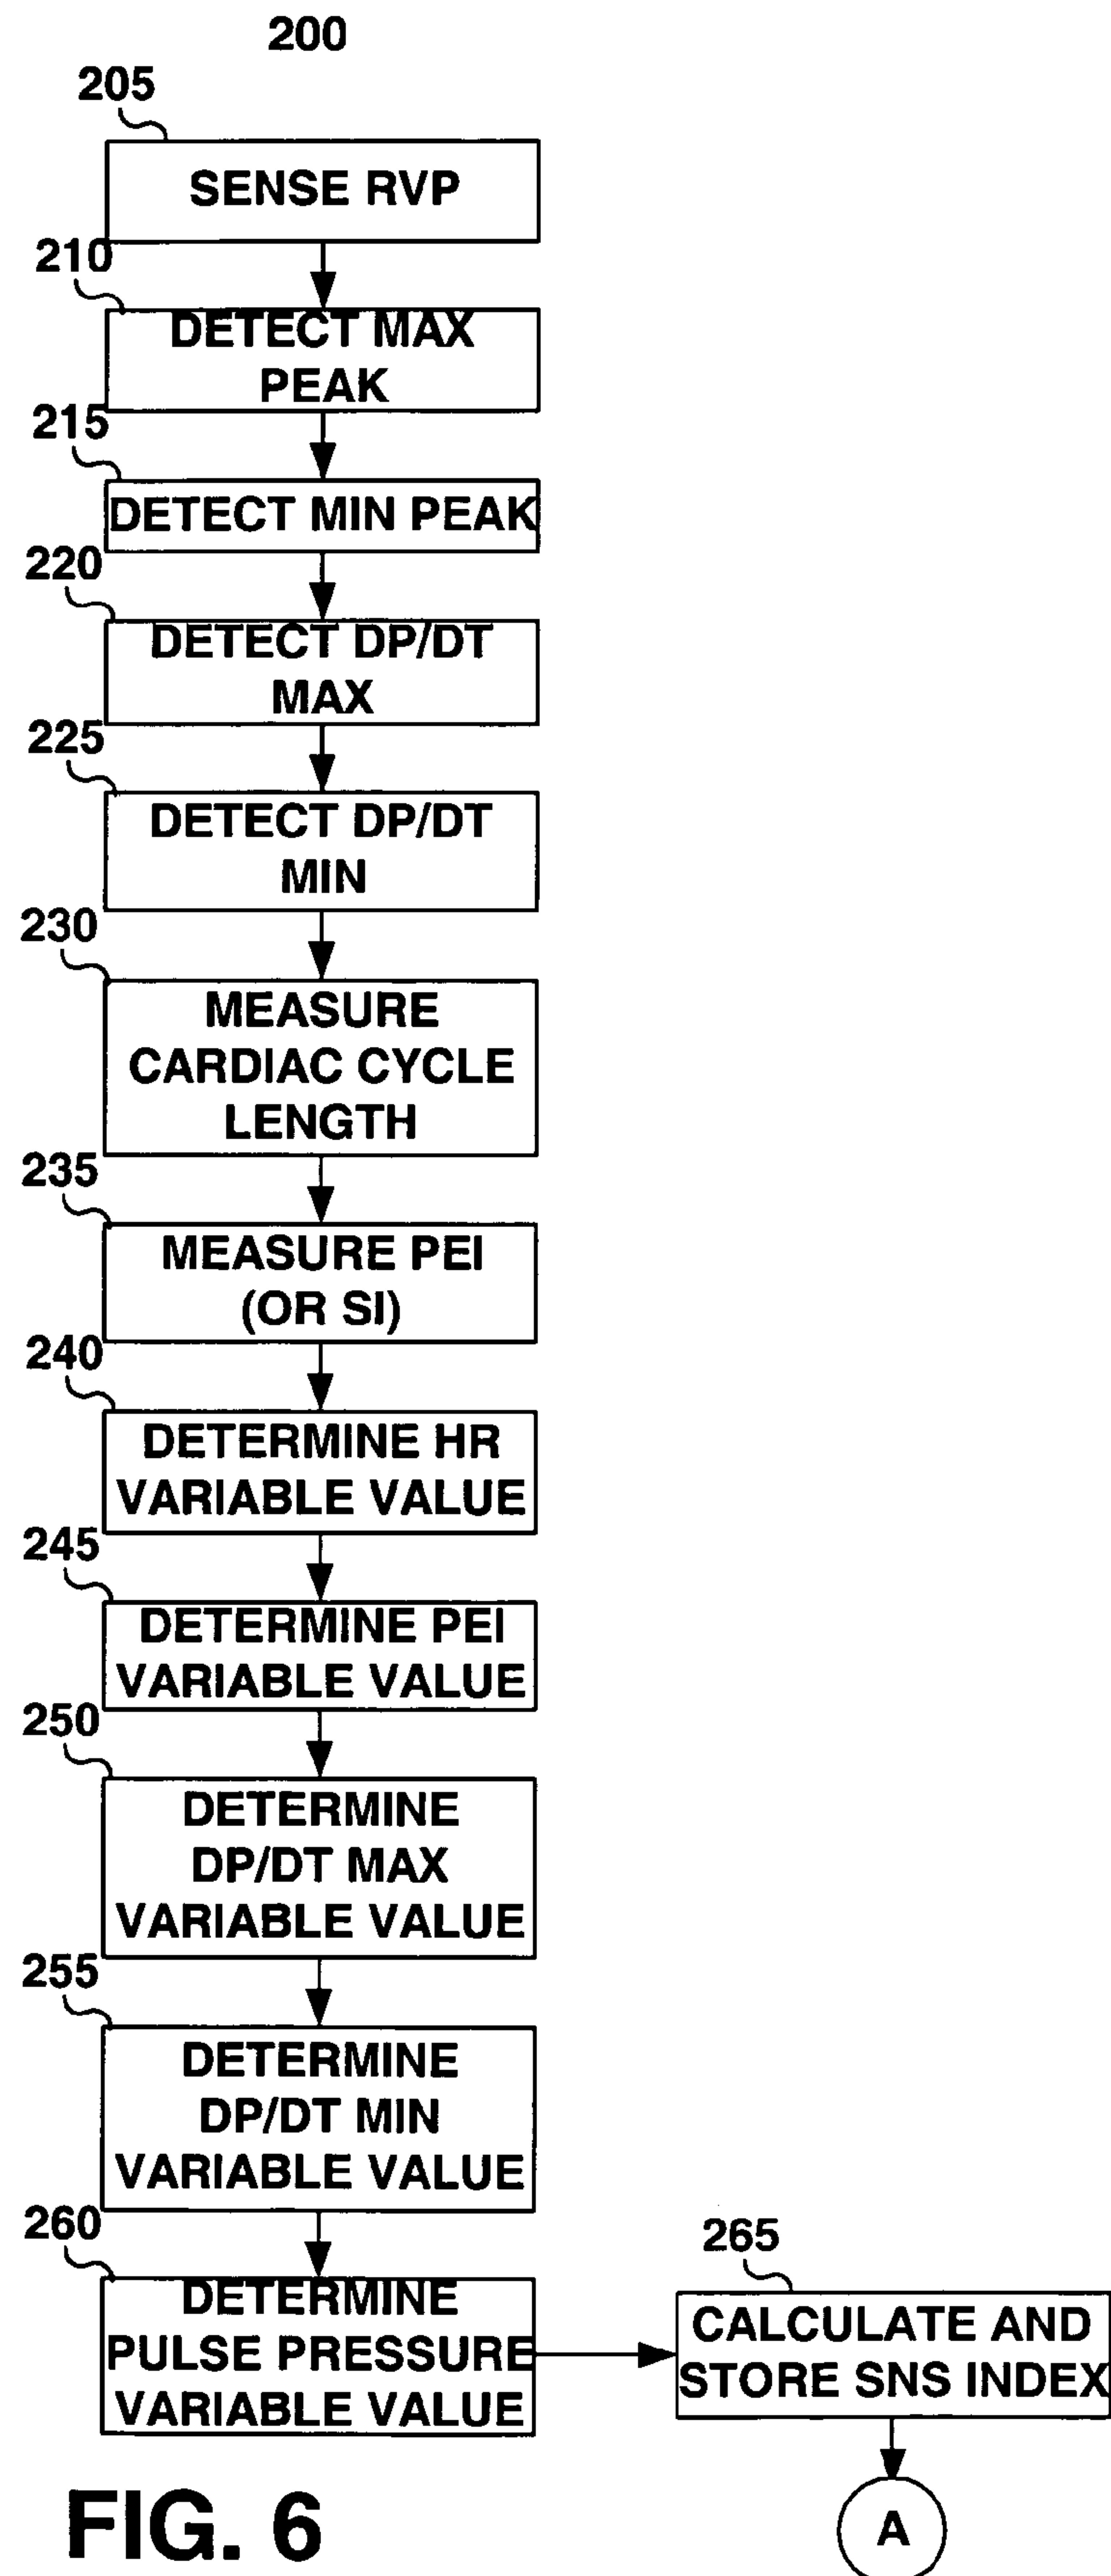 200
205
SENSE RVP
210
DETECT MAX
PEAK
215
DETECT MIN PEAK
220
DETECT DP/DT
MAX
225
DETECT DP/DT
MIN
230
MEASURE
CARDIAC CYCLE
LENGTH
235
MEASURE PEI
(OR SI)
240
DETERMINE HR
VARIABLE VALUE
245
DETERMINE PEI
VARIABLE VALUE
250
DETERMINE
DP/DT MAX
VARIABLE VALUE
255
DETERMINE
DP/DT MIN
VARIABLE VALUE
260
DETERMINE
PULSE PRESSURE
VARIABLE VALUE
265
CALCULATE AND
STORE SNS INDEX
A
FIG. 6